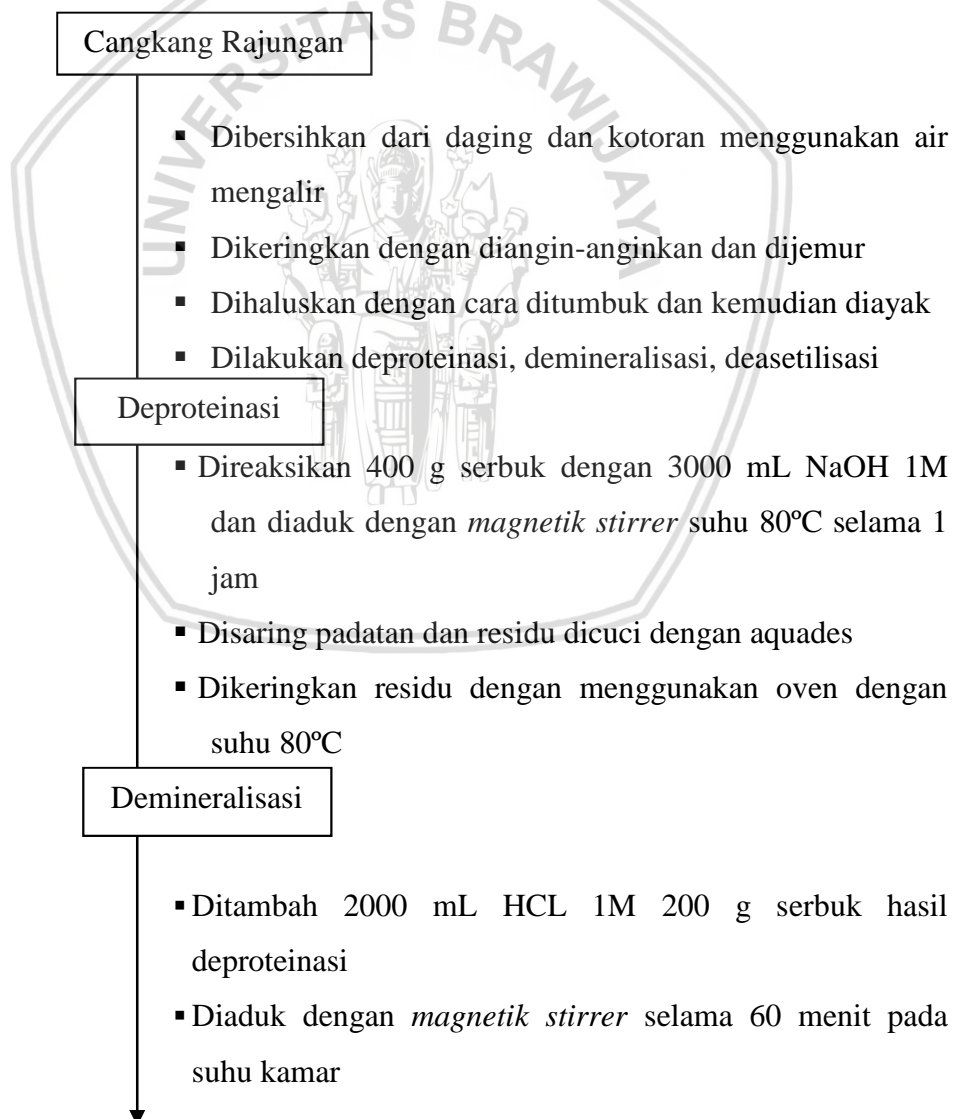 UNIVERSITAS BRAWIJAYA
Cangkang Rajungan
▪ Dibersihkan dari daging dan kotoran menggunakan air
mengalir
▪ Dikeringkan dengan diangin-anginkan dan dijemur
▪ Dihaluskan dengan cara ditumbuk dan kemudian diayak
▪ Dilakukan deproteinasi, demineralisasi, deasetilisasi
Deproteinasi
▪ Direaksikan 400 g serbuk dengan 3000 mL NaOH 1M
dan diaduk dengan magnetik stirrer suhu 80ºC selama 1
jam
▪ Disaring padatan dan residu dicuci dengan aquades
▪ Dikeringkan residu dengan menggunakan oven dengan
suhu 80ºC
Demineralisasi
▪ Ditambah 2000 mL HCL 1M 200 g serbuk hasil
deproteinasi
▪ Diaduk dengan magnetik stirrer selama 60 menit pada
suhu kamar